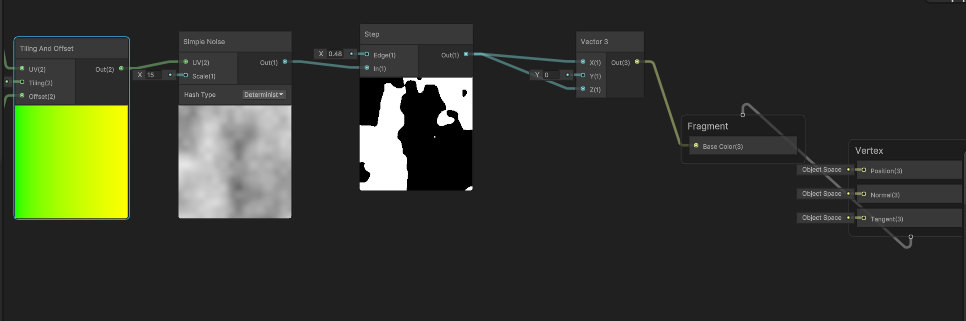 Tiling And Offset
UV(2)
Out(2)
Tiling(2)
Offset(2)
Simple Noise
UV(2)
Out(1)
X 15
Scale(1)
Hash Type
Determinist
Step
X 0.48
Edge(1)
Out(1)
In(1)
Vector 3
X(1)
Out(3)
Y 0
Y(1)
Z(1)
Fragment
Base Color(3)
Vertex
Object Space
Position(3)
Object Space
Normal(3)
Object Space
Tangent(3)